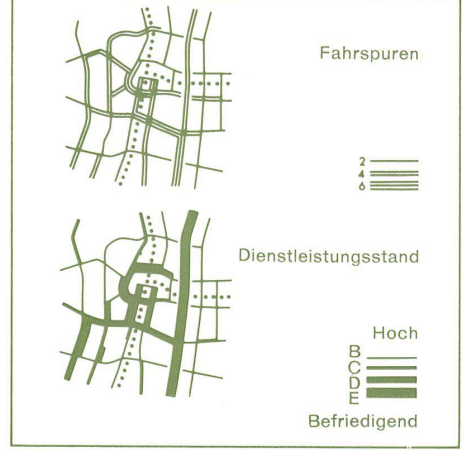 Fahrspuren
2
4
6
Dienstleistungsstand
Hoch
B
C
D
E
Befriedigend